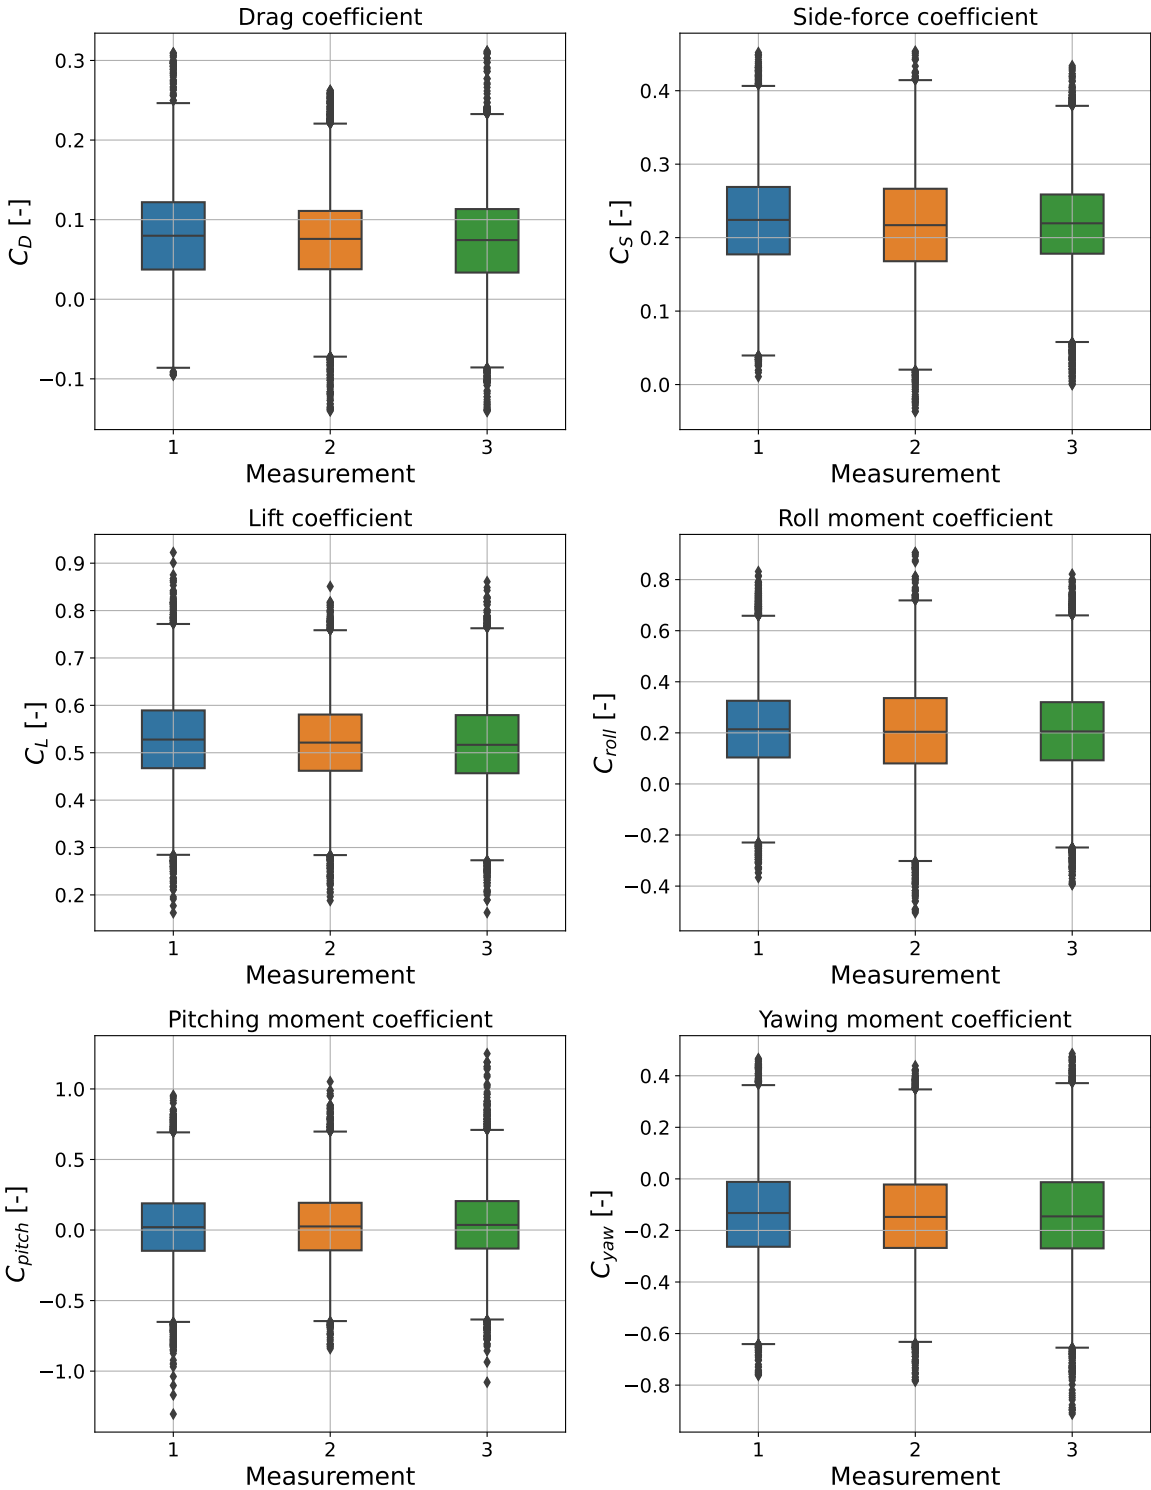 Drag coefficient
C_D [-]
0.3
0.2
0.1
0.0
−0.1
1 2 3
Measurement
Side-force coefficient
C_S [-]
0.4
0.3
0.2
0.1
0.0
1 2 3
Measurement
Lift coefficient
C_L [-]
0.9
0.8
0.7
0.6
0.5
0.4
0.3
0.2
1 2 3
Measurement
Roll moment coefficient
C_roll [-]
0.8
0.6
0.4
0.2
0.0
−0.2
−0.4
1 2 3
Measurement
Pitching moment coefficient
C_pitch [-]
1.0
0.5
0.0
−0.5
−1.0
1 2 3
Measurement
Yawing moment coefficient
C_yaw [-]
0.4
0.2
0.0
−0.2
−0.4
−0.6
−0.8
1 2 3
Measurement